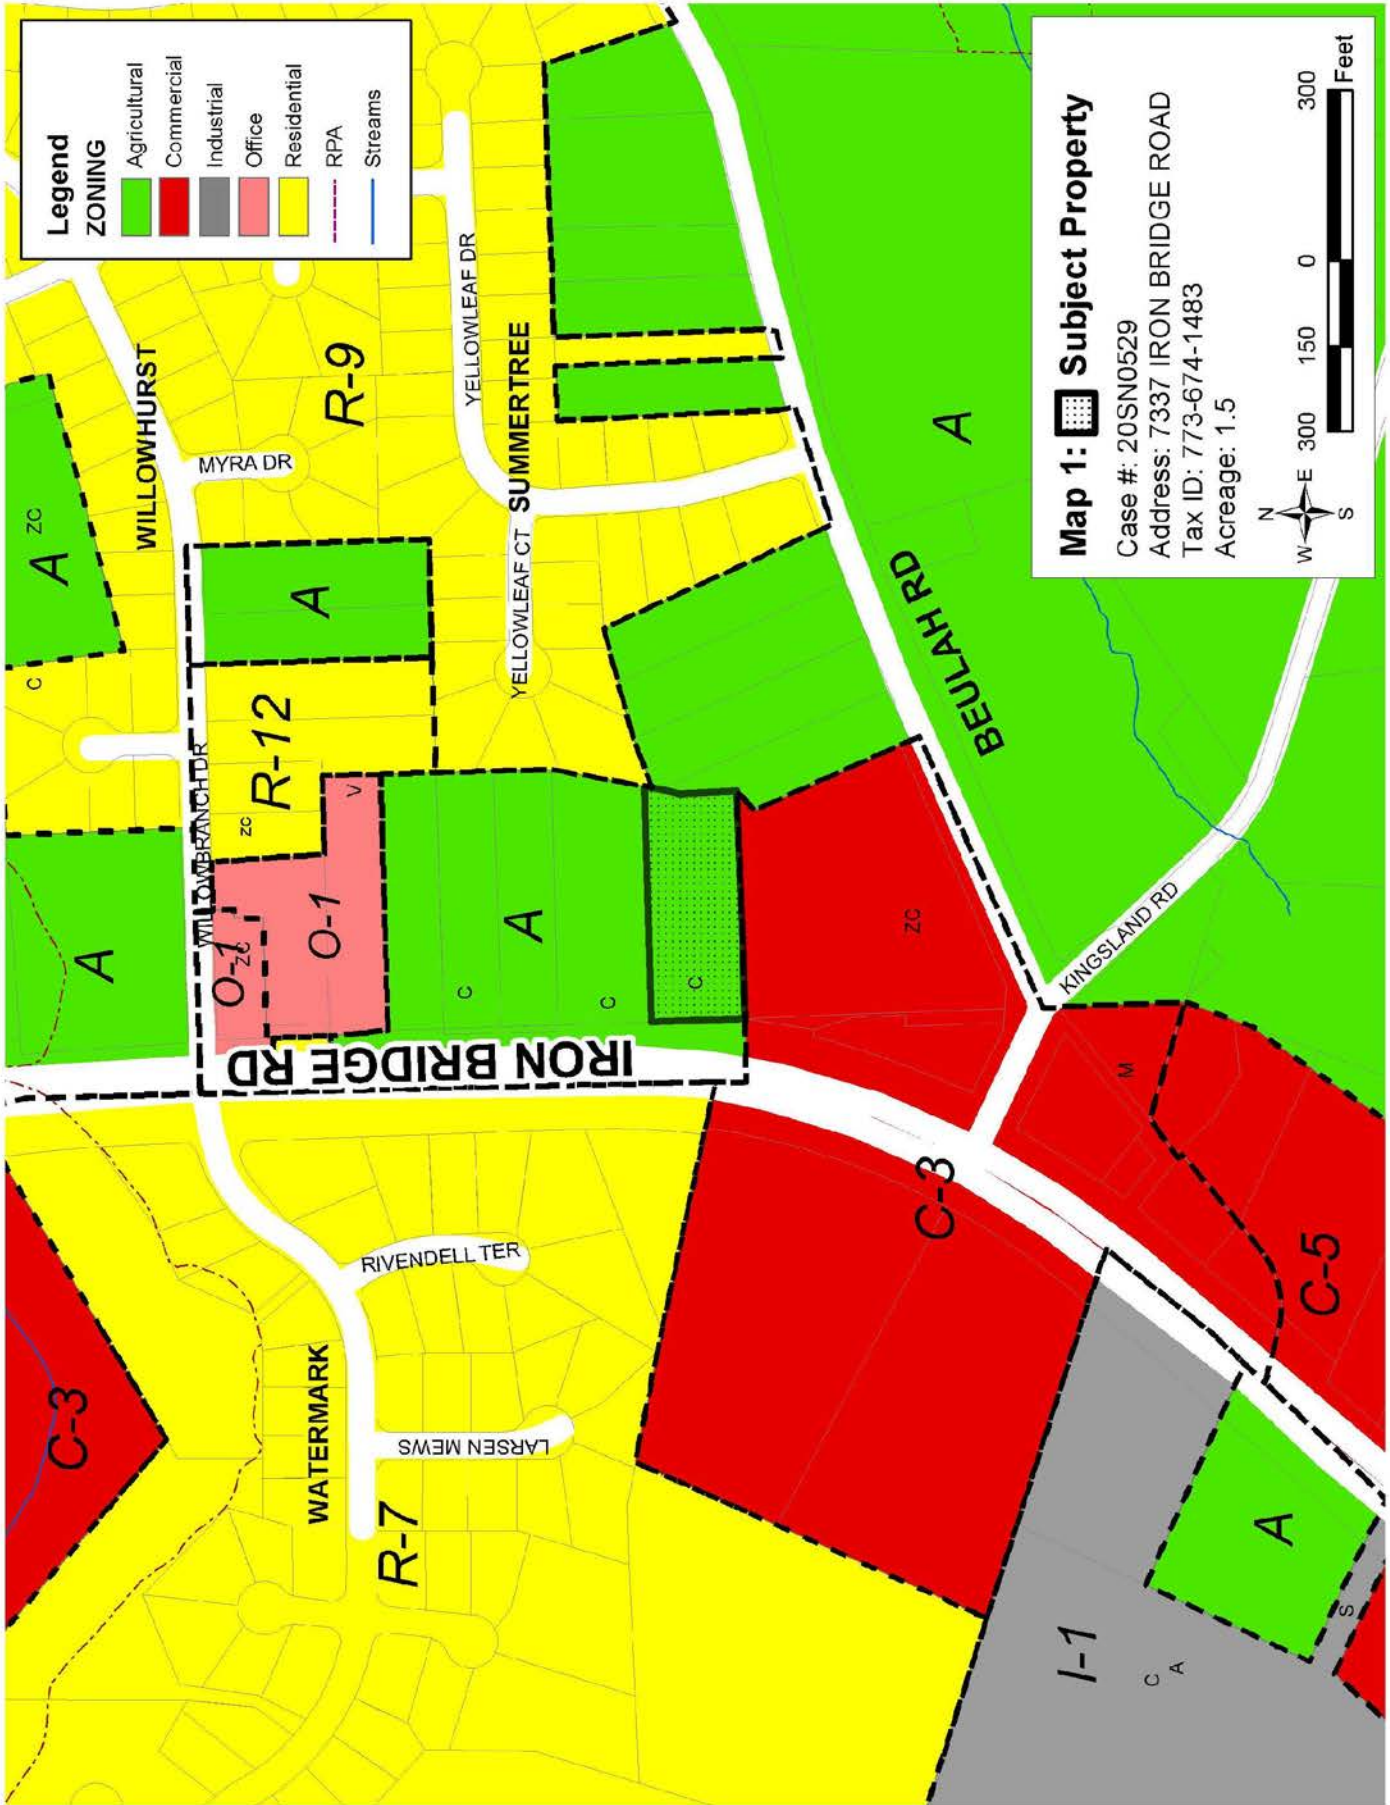 Legend
ZONING
Agricultural
Commercial
Industrial
Office
Residential
RPA
Streams
C-3
A
C
A
ZC
WILLOWHURST
WILLOWBRANCH DR
MYRA DR
O-1
ZC
zc
R-12
IRON BRIDGE RD
O-1
V
A
R-9
WATERMARK
R-7
RIVENDELL TER
LARSEN MEWS
YELLOWLEAF DR
SUMMERTREE
YELLOWLEAF CT
C
A
C
C
ZC
C-3
BEULAH RD
A
KINGSLAND RD
M
I-1
C
A
A
S
C-5
Map 1: Subject Property
Case #: 20SN0529
Address: 7337 IRON BRIDGE ROAD
Tax ID: 773-674-1483
Acreage: 1.5
N
W E
S
300 150 0 300
Feet